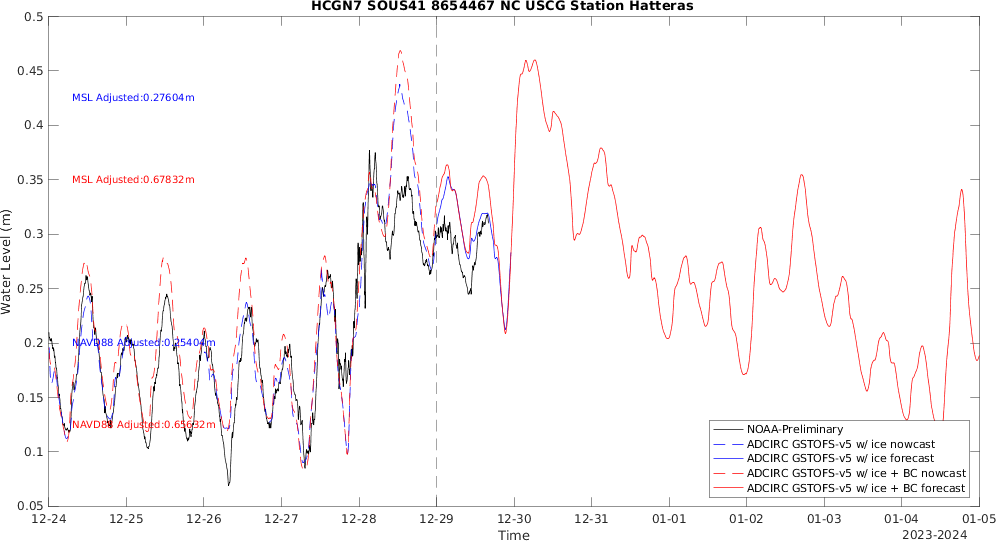 HCGN7 SOUS41 8654467 NC USCG Station Hatteras
0.5
0.45
0.4
0.35
0.3
0.25
0.2
0.15
0.1
0.05
Water Level (m)
MSL Adjusted:0.27604m
MSL Adjusted:0.67832m
NAVD88 Adjusted:0.25404m
NAVD88 Adjusted:0.65632m
NOAA-Preliminary
ADCIRC GSTOFS-v5 w/ ice nowcast
ADCIRC GSTOFS-v5 w/ ice forecast
ADCIRC GSTOFS-v5 w/ ice + BC nowcast
ADCIRC GSTOFS-v5 w/ ice + BC forecast
12-24 12-25 12-26 12-27 12-28 12-29 12-30 12-31 01-01 01-02 01-03 01-04 01-05
Time
2023-2024